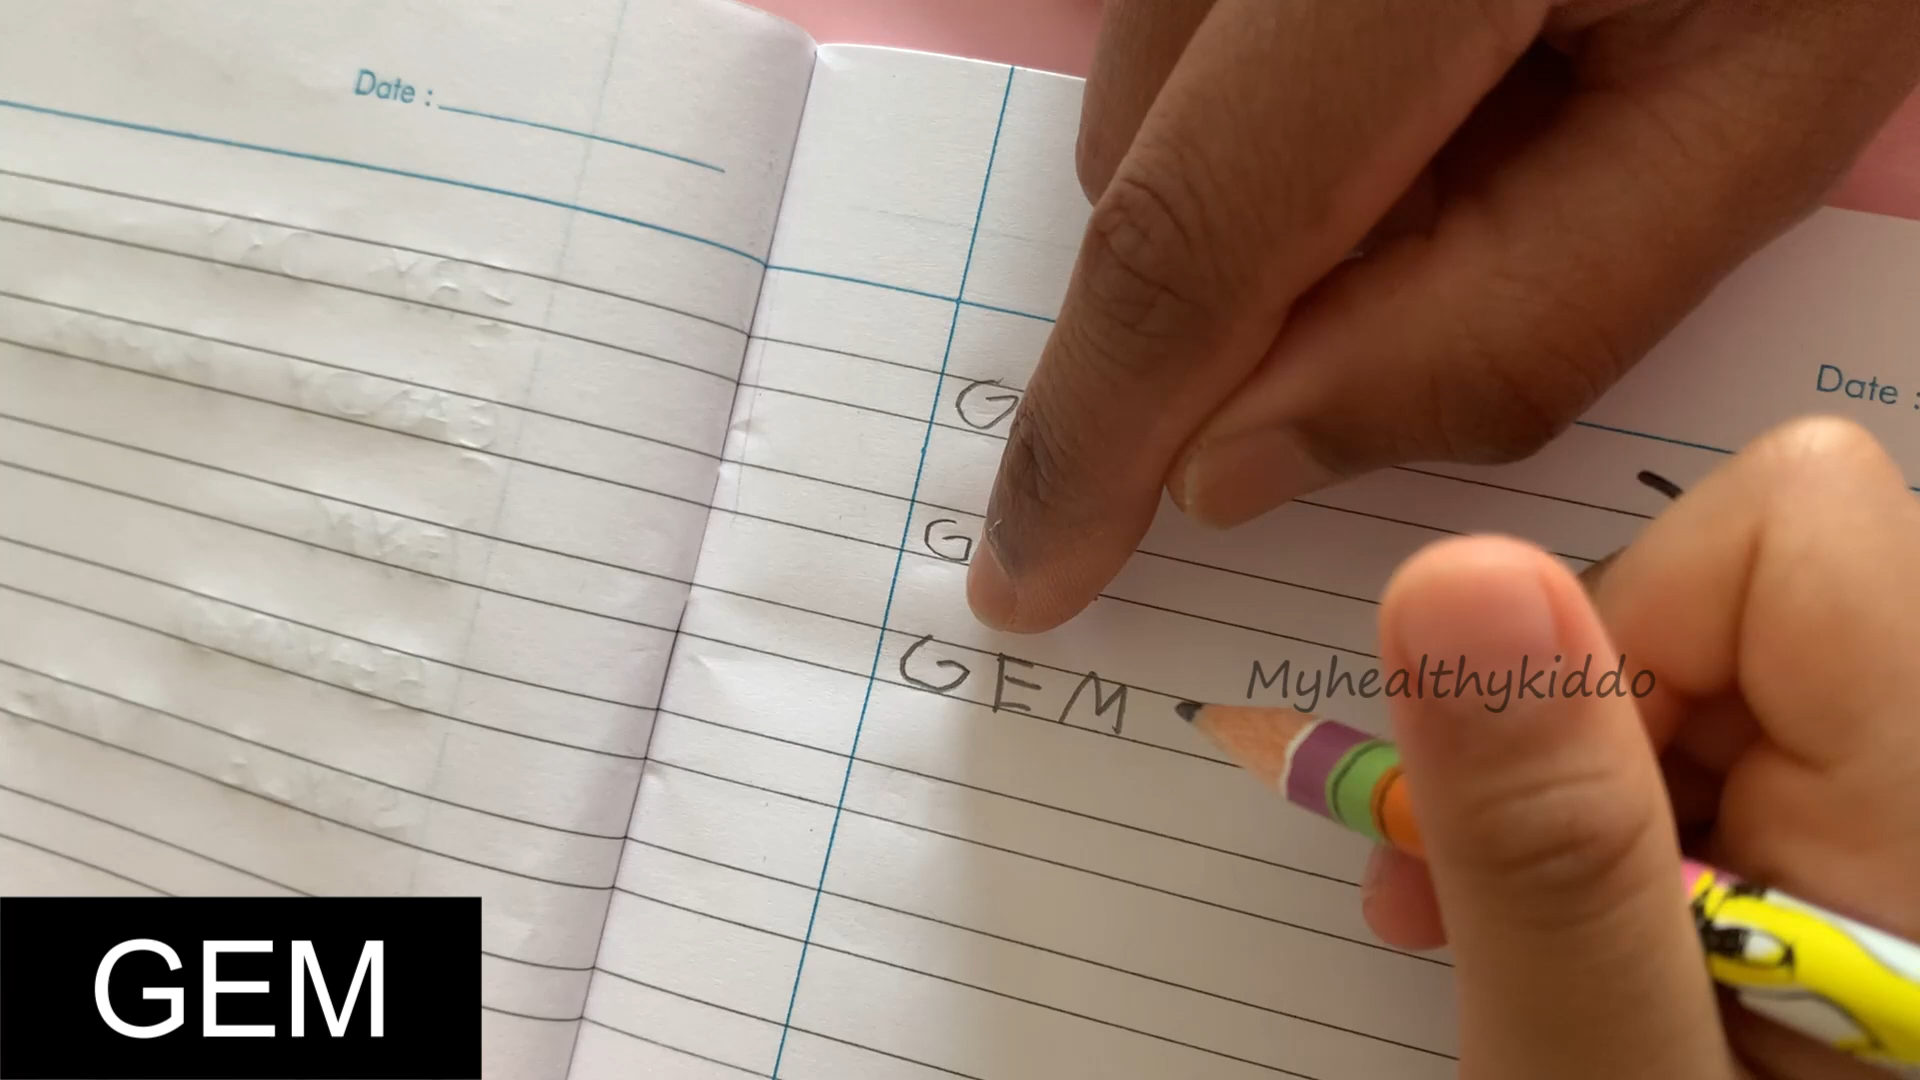 Date :
Date :
G
G
GEM
Myhealthykiddo
GEM